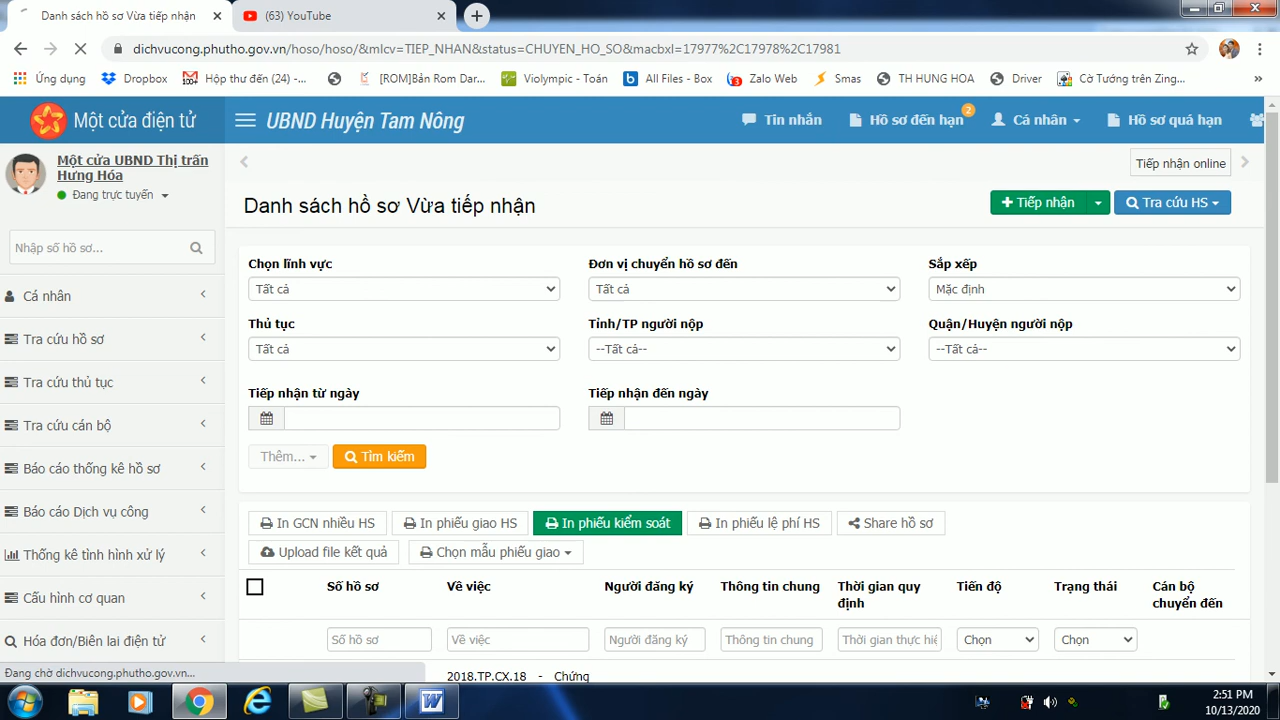 Danh sách hồ sơ Vừa tiếp nhận
(63) YouTube
dichvucong.phutho.gov.vn/hoso/hoso/&mlcv=TIEP_NHAN&status=CHUYEN_HO_SO&macbxl=17977%2C17978%2C17981
Ứng dụng Dropbox Hộp thư đến (24) -... [ROM]Bản Rom Dar... Violympic - Toán All Files - Box Zalo Web Smas TH HUNG HOA Driver Cờ Tướng trên Zing... »
Một cửa điện tử
UBND Huyện Tam Nông
Tin nhắn
Hồ sơ đến hạn 2
Cá nhân
Hồ sơ quá hạn
Một cửa UBND Thị trấn
Hưng Hóa
Đang trực tuyến
Tiếp nhận online
Danh sách hồ sơ Vừa tiếp nhận
+ Tiếp nhận
Tra cứu HS
Nhập số hồ sơ...
Cá nhân
Tra cứu hồ sơ
Tra cứu thủ tục
Tra cứu cán bộ
Báo cáo thống kê hồ sơ
Báo cáo Dịch vụ công
Thống kê tình hình xử lý
Cấu hình cơ quan
Hóa đơn/Biên lai điện tử
Chọn lĩnh vực Đơn vị chuyển hồ sơ đến Sắp xếp
Tất cả Tất cả Mặc định
Thủ tục Tỉnh/TP người nộp Quận/Huyện người nộp
Tất cả --Tất cả-- --Tất cả--
Tiếp nhận từ ngày Tiếp nhận đến ngày
Thêm... Tìm kiếm
In GCN nhiều HS In phiếu giao HS In phiếu kiểm soát In phiếu lệ phí HS Share hồ sơ
Upload file kết quả Chọn mẫu phiếu giao
Số hồ sơ Về việc Người đăng ký Thông tin chung Thời gian quy định Tiến độ Trạng thái Cán bộ chuyển đến
Số hồ sơ Về việc Người đăng ký Thông tin chung Thời gian thực hiệ Chọn Chọn
2018.TP.CX.18 - Chứng
Đang chờ dichvucong.phutho.gov.vn...
2:51 PM
10/13/2020